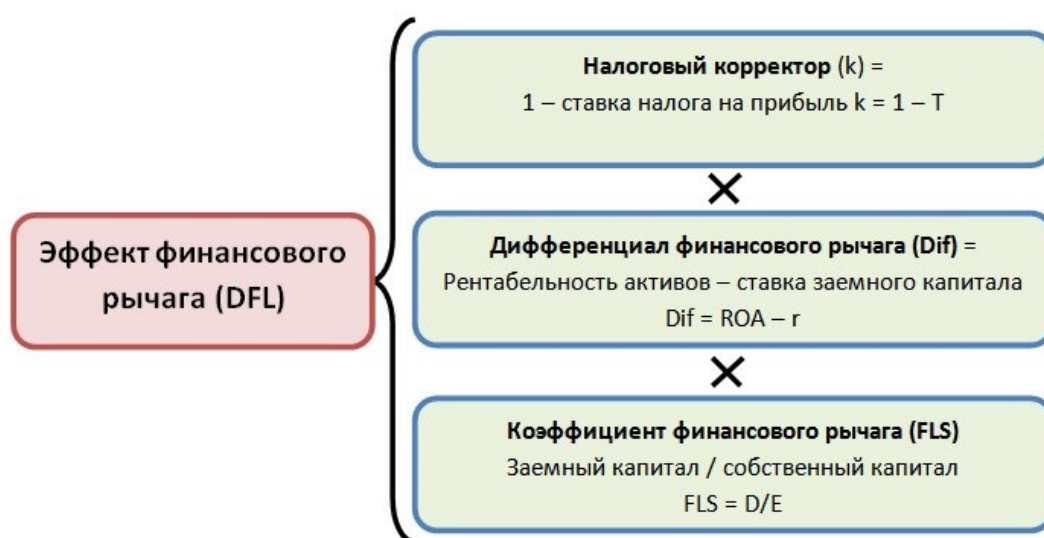 Эффект финансового
рычага (DFL)
Налоговый корректор (k) =
1 – ставка налога на прибыль k = 1 – T
×
Дифференциал финансового рычага (Dif) =
Рентабельность активов – ставка заемного капитала
Dif = ROA – r
×
Коэффициент финансового рычага (FLS)
Заемный капитал / собственный капитал
FLS = D/E